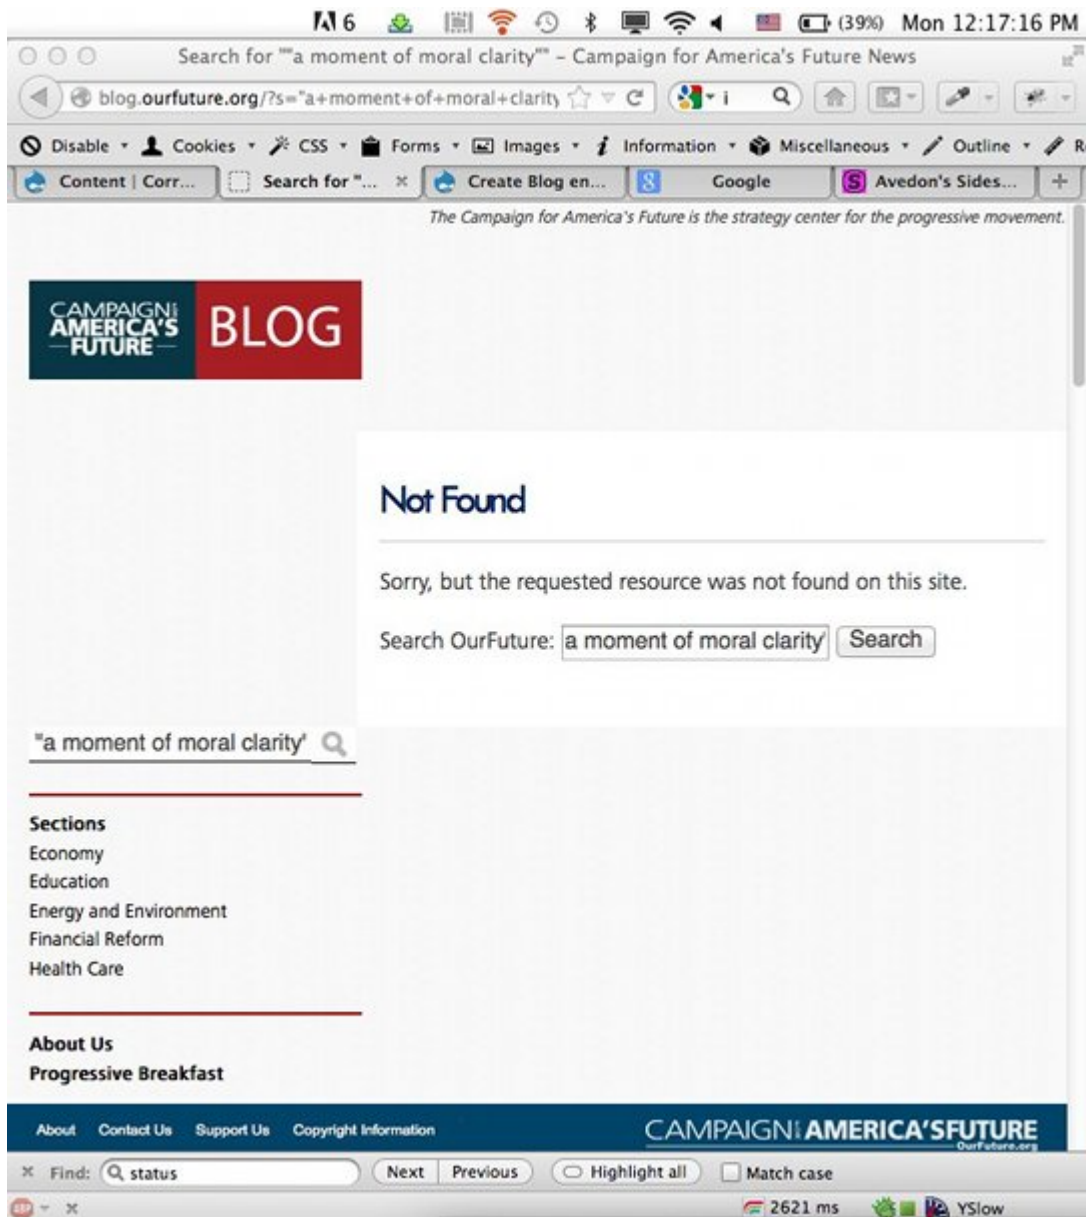 6 (39%) Mon 12:17:16 PM
Search for ""a moment of moral clarity"" – Campaign for America's Future News
blog.ourfuture.org/?s="a+moment+of+moral+clarity i
Disable Cookies CSS Forms Images Information Miscellaneous Outline R
Content | Corr... Search for "... × Create Blog en... Google Avedon's Sides... +
The Campaign for America's Future is the strategy center for the progressive movement.
CAMPAIGN FOR
AMERICA'S
FUTURE
BLOG
Not Found
Sorry, but the requested resource was not found on this site.
Search OurFuture: a moment of moral clarity" Search
"a moment of moral clarity"
Sections
Economy
Education
Energy and Environment
Financial Reform
Health Care
About Us
Progressive Breakfast
About Contact Us Support Us Copyright Information
CAMPAIGN FOR AMERICA'S FUTURE
OurFuture.org
× Find: status Next Previous Highlight all Match case
ABP × 2621 ms YSlow